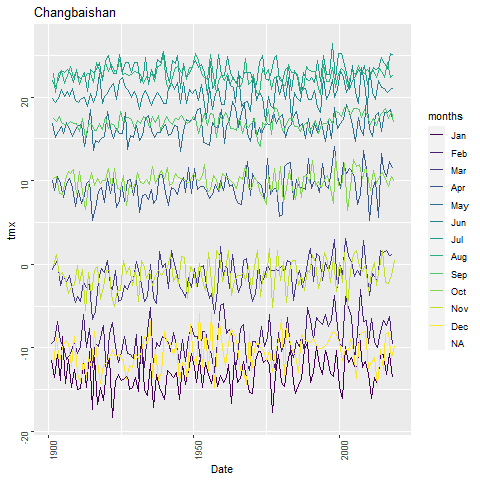 Changbaishan
tmx
20
10
0
-10
-20
1900
1950
2000
Date
months
Jan
Feb
Mar
Apr
May
Jun
Jul
Aug
Sep
Oct
Nov
Dec
NA